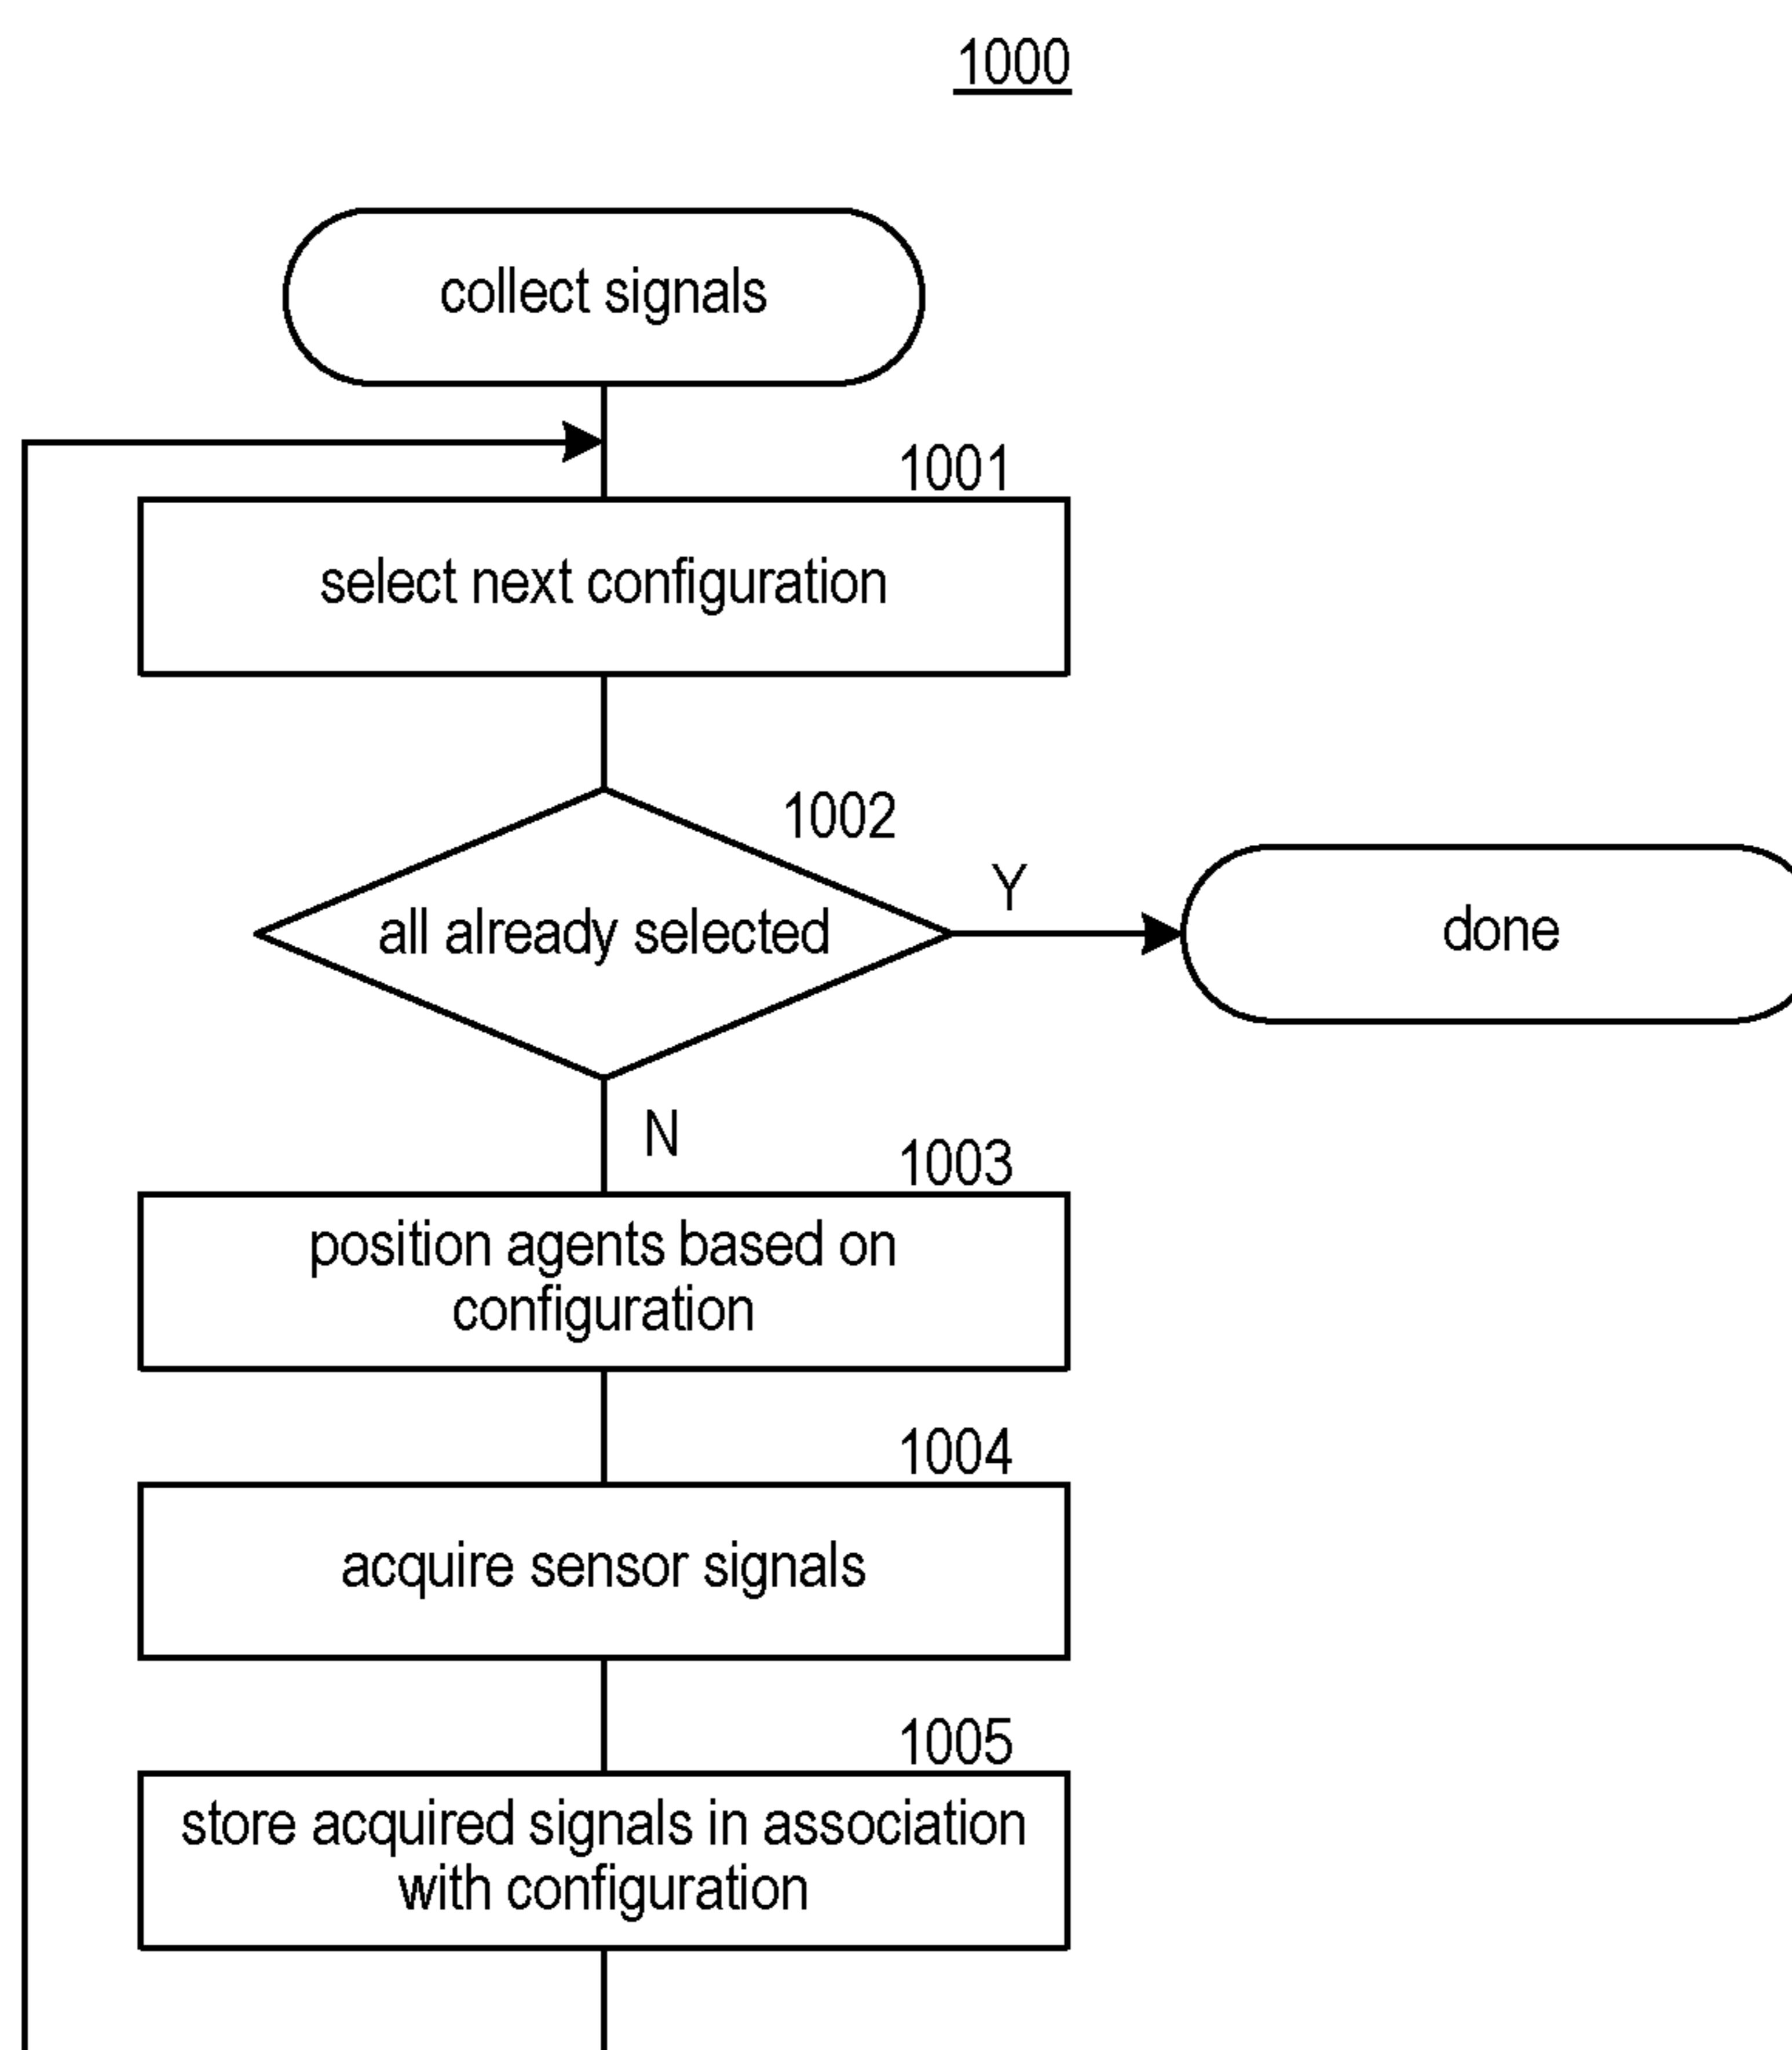 1000
collect signals
1001
select next configuration
1002
all already selected
Y
done
N
1003
position agents based on
configuration
1004
acquire sensor signals
1005
store acquired signals in association
with configuration